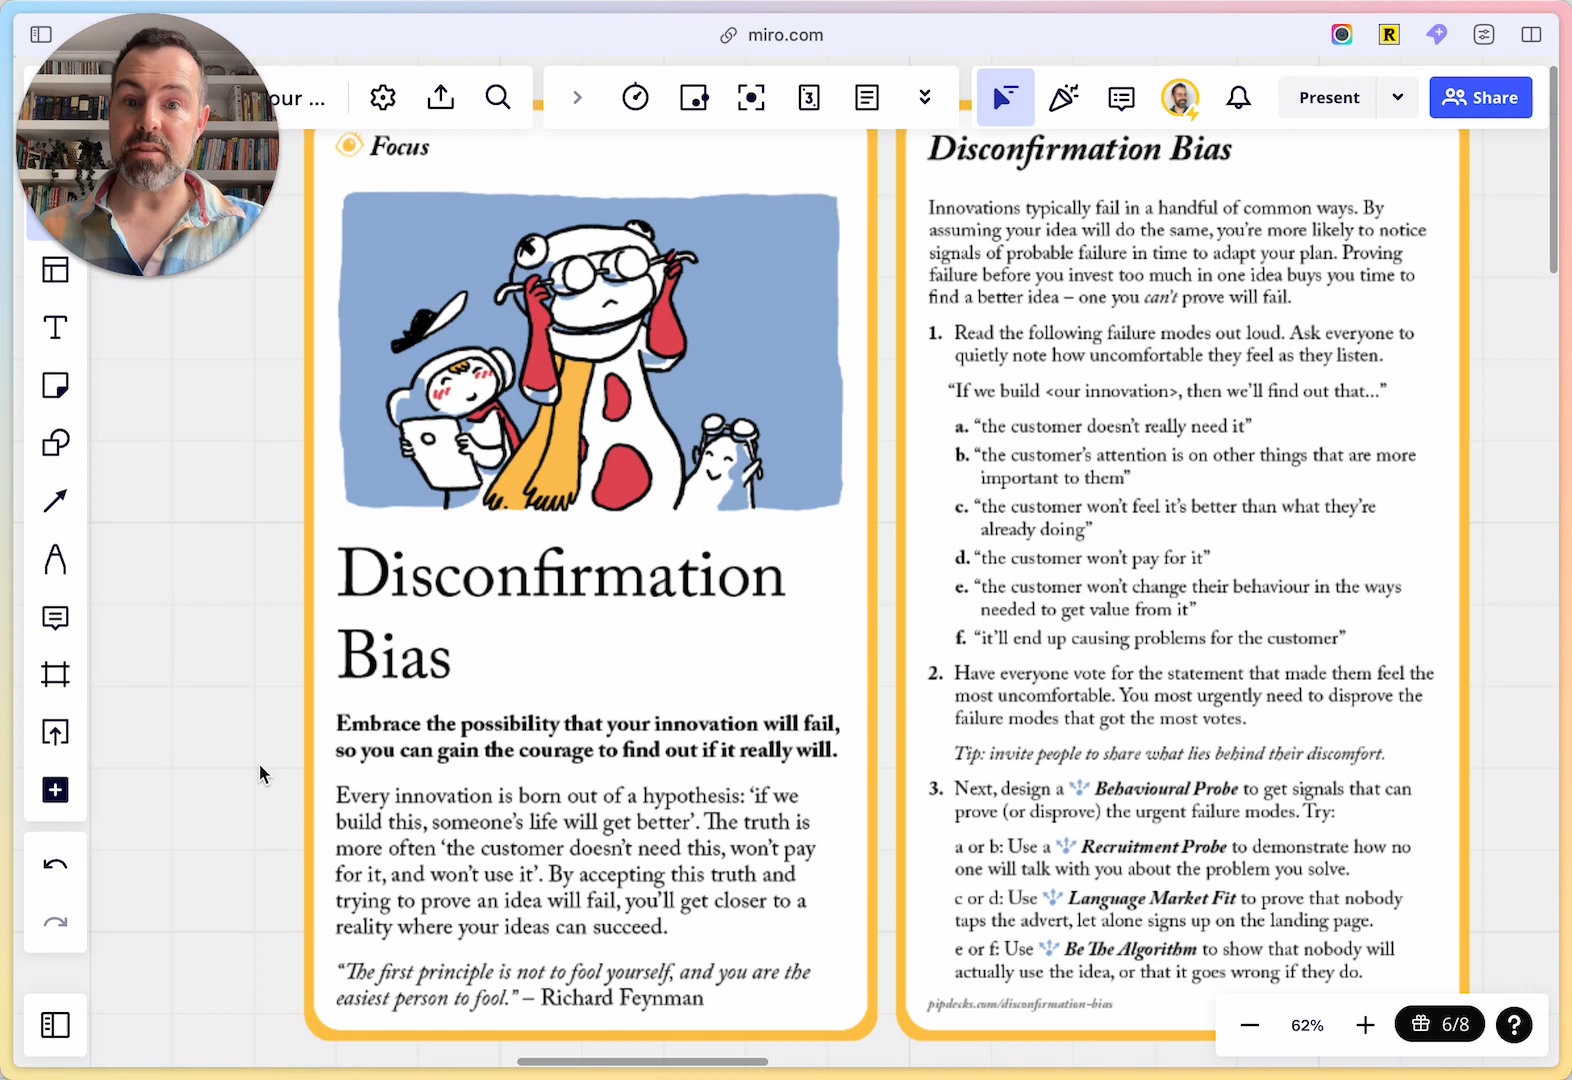 miro.com
R
our ...
3
Present
Share
Focus
Disconfirmation
Bias
Embrace the possibility that your innovation will fail,
so you can gain the courage to find out if it really will.
Every innovation is born out of a hypothesis: ‘if we
build this, someone’s life will get better’. The truth is
more often ‘the customer doesn’t need this, won’t pay
for it, and won’t use it’. By accepting this truth and
trying to prove an idea will fail, you’ll get closer to a
reality where your ideas can succeed.
“The first principle is not to fool yourself, and you are the
easiest person to fool.” – Richard Feynman
Disconfirmation Bias
Innovations typically fail in a handful of common ways. By
assuming your idea will do the same, you’re more likely to notice
signals of probable failure in time to adapt your plan. Proving
failure before you invest too much in one idea buys you time to
find a better idea – one you can’t prove will fail.
1. Read the following failure modes out loud. Ask everyone to
quietly note how uncomfortable they feel as they listen.
“If we build <our innovation>, then we’ll find out that...”
a. “the customer doesn’t really need it”
b. “the customer’s attention is on other things that are more
important to them”
c. “the customer won’t feel it’s better than what they’re
already doing”
d. “the customer won’t pay for it”
e. “the customer won’t change their behaviour in the ways
needed to get value from it”
f. “it’ll end up causing problems for the customer”
2. Have everyone vote for the statement that made them feel the
most uncomfortable. You most urgently need to disprove the
failure modes that got the most votes.
Tip: invite people to share what lies behind their discomfort.
3. Next, design a Behavioural Probe to get signals that can
prove (or disprove) the urgent failure modes. Try:
a or b: Use a Recruitment Probe to demonstrate how no
one will talk with you about the problem you solve.
c or d: Use Language Market Fit to prove that nobody
taps the advert, let alone signs up on the landing page.
e or f: Use Be The Algorithm to show that nobody will
actually use the idea, or that it goes wrong if they do.
pipdecks.com/disconfirmation-bias
62%
6/8
?